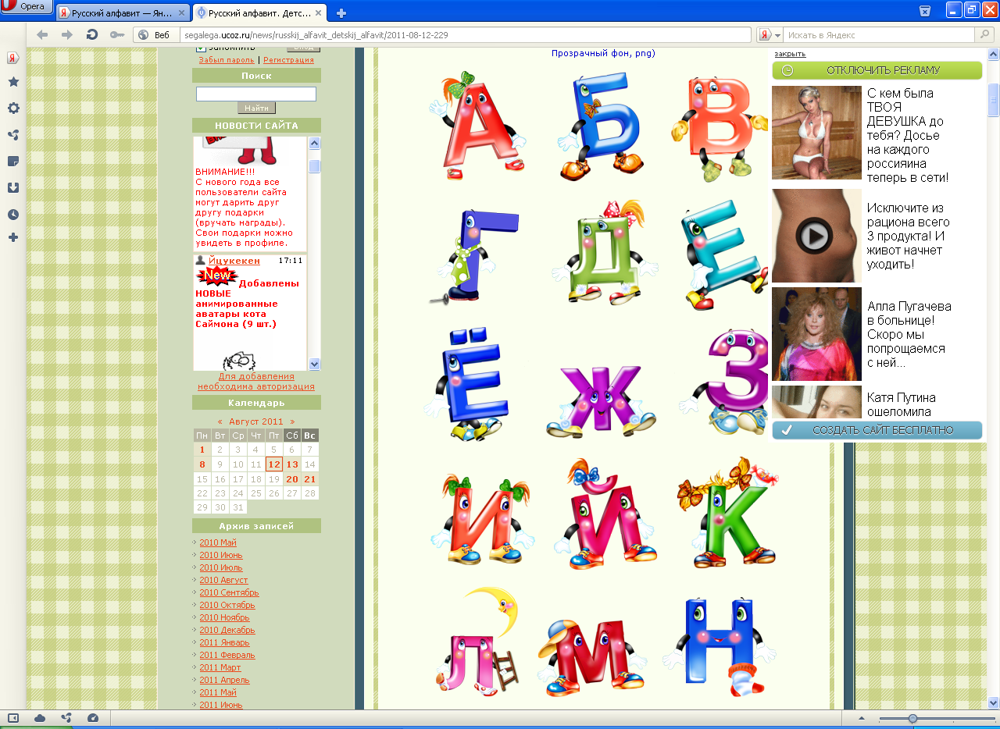 Opera
Русский алфавит — Ян...
Русский алфавит. Детс...
Веб
segalega.ucoz.ru/news/russkij_alfavit_detskij_alfavit/2011-08-12-229
Искать в Яндекс
запомнить
Вход
Забыл пароль | Регистрация
Поиск
Найти
НОВОСТИ САЙТА
ВНИМАНИЕ!!!
С нового года все
пользователи сайта
могут дарить друг
другу подарки
(вручать награды).
Свои подарки можно
увидеть в профиле.
Йцукекен 17:11
New Добавлены
НОВЫЕ
анимированные
аватары кота
Саймона (9 шт.)
Для добавления
необходима авторизация
Календарь
« Август 2011 »
Пн Вт Ср Чт Пт Сб Вс
1 2 3 4 5 6 7
8 9 10 11 12 13 14
15 16 17 18 19 20 21
22 23 24 25 26 27 28
29 30 31
Архив записей
2010 Май
2010 Июнь
2010 Июль
2010 Август
2010 Сентябрь
2010 Октябрь
2010 Ноябрь
2010 Декабрь
2011 Январь
2011 Февраль
2011 Март
2011 Апрель
2011 Май
2011 Июнь
Прозрачный фон, png)
А Б В
Г Д Е
Ё Ж З
И Й К
Л М Н
закрыть
ОТКЛЮЧИТЬ РЕКЛАМУ
С кем была
ТВОЯ
ДЕВУШКА до
тебя? Досье
на каждого
россияина
теперь в сети!
Исключите из
рациона всего
3 продукта! И
живот начнет
уходить!
Алла Пугачева
в больнице!
Скоро мы
попрощаемся
с ней...
Катя Путина
ошеломила
СОЗДАТЬ САЙТ БЕСПЛАТНО